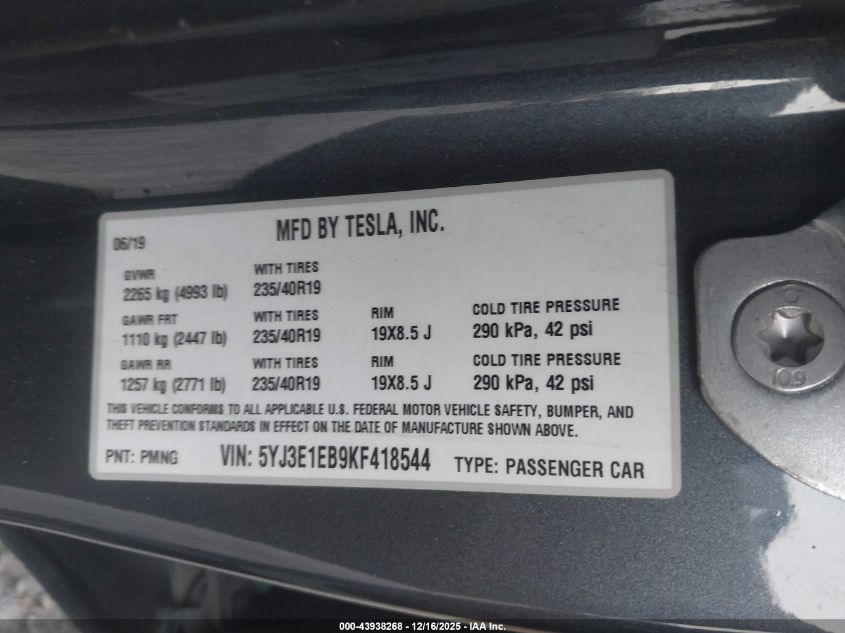 06/19 MFD BY TESLA, INC.
GVWR WITH TIRES
2265 kg (4993 lb) 235/40R19
GAWR FRT WITH TIRES RIM COLD TIRE PRESSURE
1110 kg (2447 lb) 235/40R19 19X8.5 J 290 kPa, 42 psi
GAWR RR WITH TIRES RIM COLD TIRE PRESSURE
1257 kg (2771 lb) 235/40R19 19X8.5 J 290 kPa, 42 psi
THIS VEHICLE CONFORMS TO ALL APPLICABLE U.S. FEDERAL MOTOR VEHICLE SAFETY, BUMPER, AND
THEFT PREVENTION STANDARDS IN EFFECT ON THE DATE OF MANUFACTURE SHOWN ABOVE.
PNT: PMNG VIN: 5YJ3E1EB9KF418544 TYPE: PASSENGER CAR
C
10.9
000-43938268 - 12/16/2025 - IAA Inc.